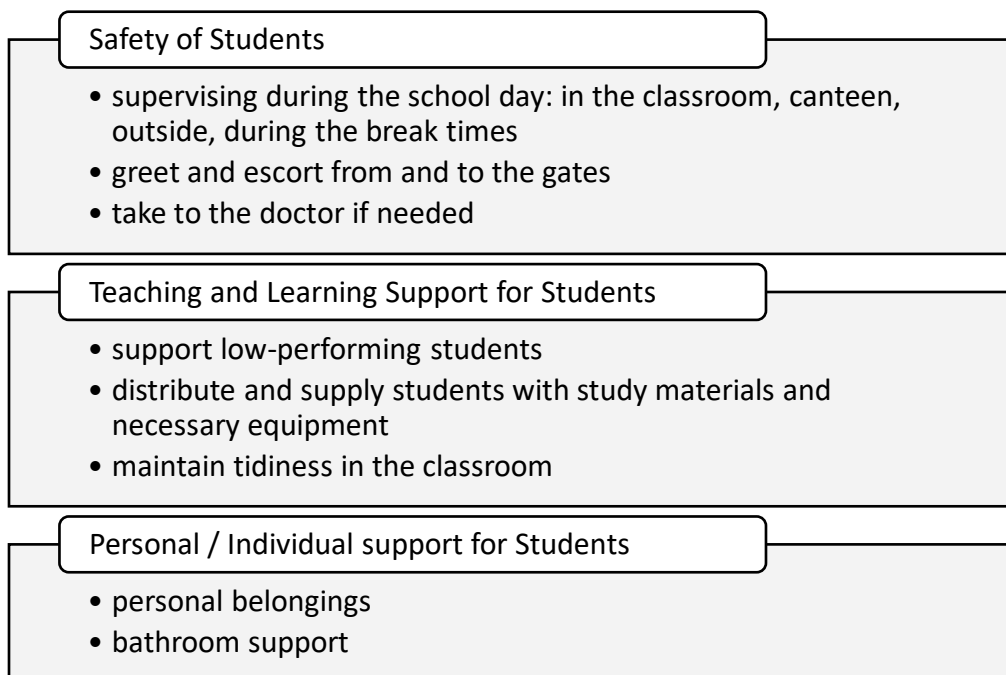 Safety of Students
• supervising during the school day: in the classroom, canteen,
outside, during the break times
• greet and escort from and to the gates
• take to the doctor if needed
Teaching and Learning Support for Students
• support low-performing students
• distribute and supply students with study materials and
necessary equipment
• maintain tidiness in the classroom
Personal / Individual support for Students
• personal belongings
• bathroom support